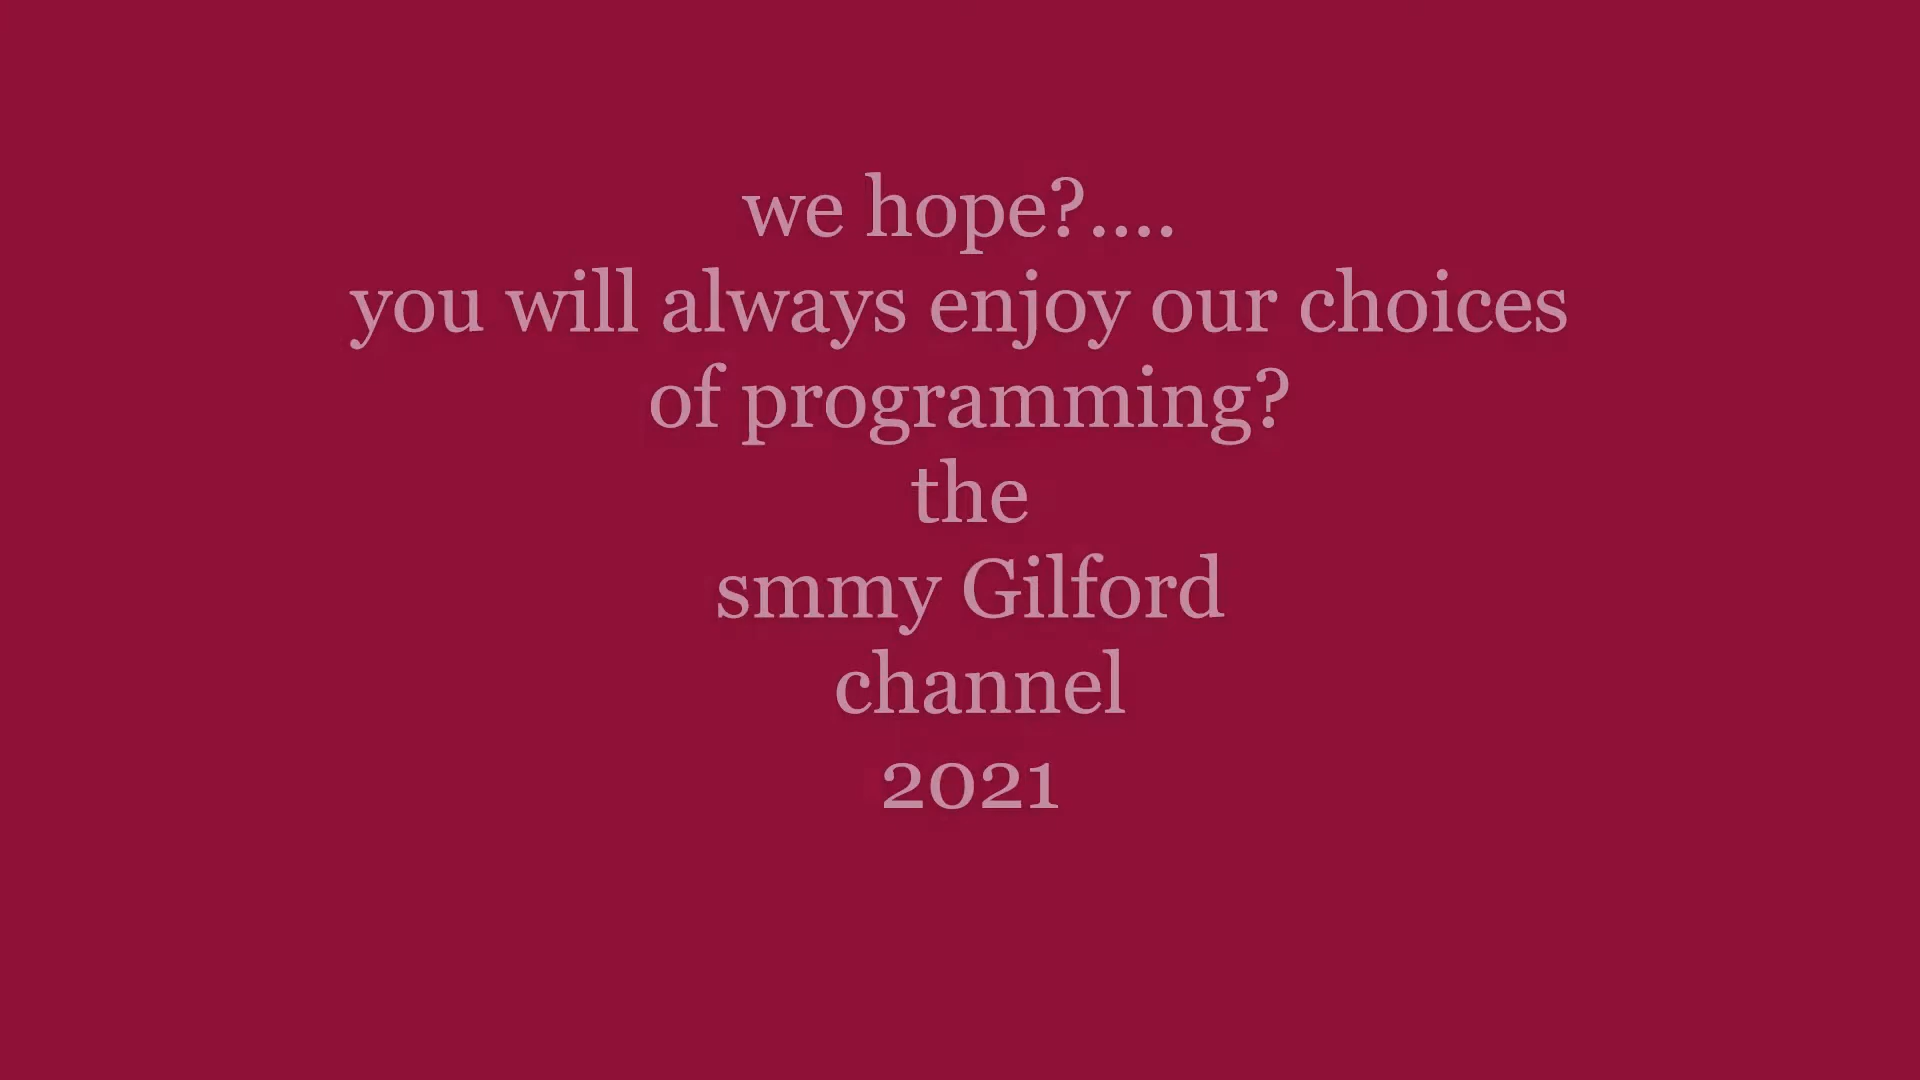 we hope?....
you will always enjoy our choices
of programming?
the
smmy Gilford
channel
2021